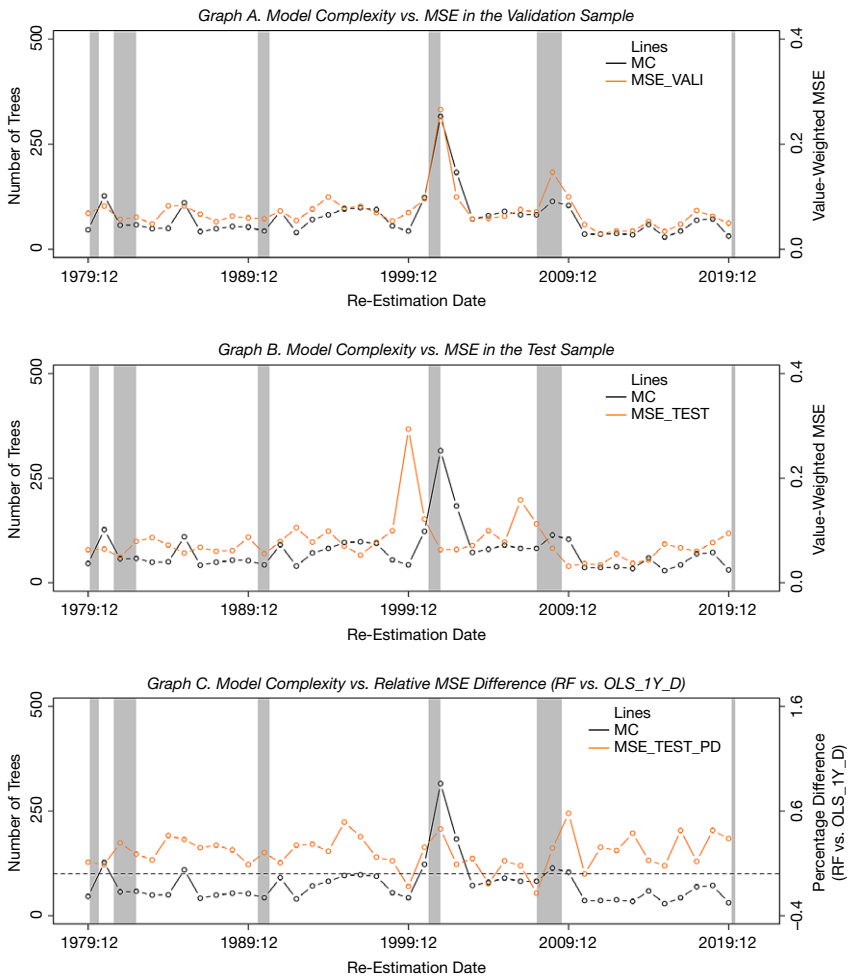 Graph A. Model Complexity vs. MSE in the Validation Sample
500
250
0
Number of Trees
Lines
MC
MSE_VALI
0.4
0.2
0.0
Value-Weighted MSE
1979:12 1989:12 1999:12 2009:12 2019:12
Re-Estimation Date
Graph B. Model Complexity vs. MSE in the Test Sample
500
250
0
Number of Trees
Lines
MC
MSE_TEST
0.4
0.2
0.0
Value-Weighted MSE
1979:12 1989:12 1999:12 2009:12 2019:12
Re-Estimation Date
Graph C. Model Complexity vs. Relative MSE Difference (RF vs. OLS_1Y_D)
500
250
0
Number of Trees
Lines
MC
MSE_TEST_PD
1.6
0.6
−0.4
Percentage Difference
(RF vs. OLS_1Y_D)
1979:12 1989:12 1999:12 2009:12 2019:12
Re-Estimation Date